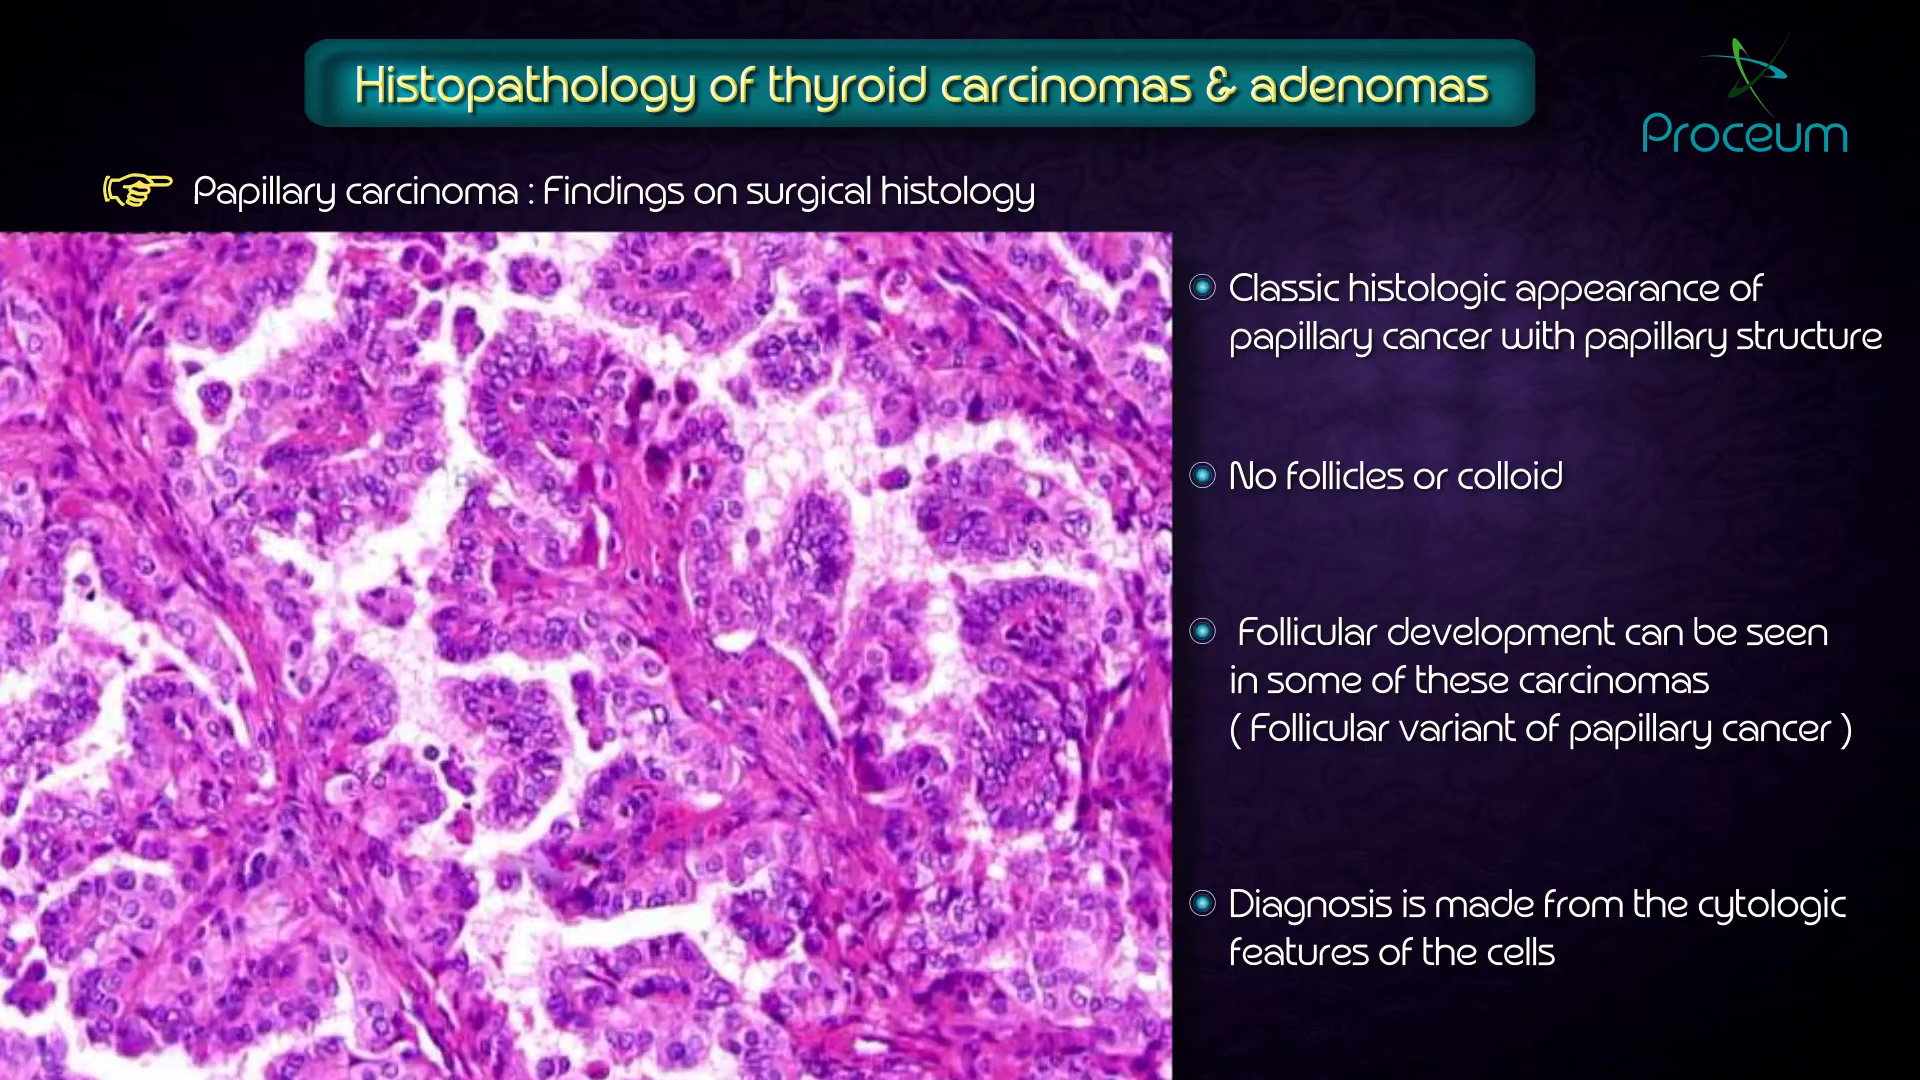 Histopathology of thyroid carcinomas & adenomas
Proceum
Papillary carcinoma : Findings on surgical histology
Classic histologic appearance of
papillary cancer with papillary structure
No follicles or colloid
Follicular development can be seen
in some of these carcinomas
( Follicular variant of papillary cancer )
Diagnosis is made from the cytologic
features of the cells